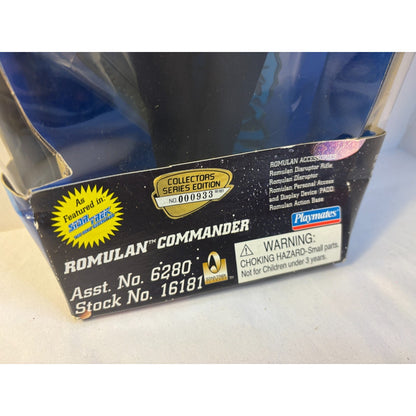 COLLECTORS
SERIES EDITION
NO. 000933
As
Featured in:
STAR TREK
ROMULAN™ COMMANDER
Asst. No. 6280
Stock No. 16181
ROMULAN ACCESSORIES:
Romulan Disruptor Rifle,
Romulan Disruptor
Romulan Personal Access
and Display Device (PADD)
Romulan Action Base
Playmates®
WARNING:
CHOKING HAZARD-Small parts.
Not for Children under 3 years.